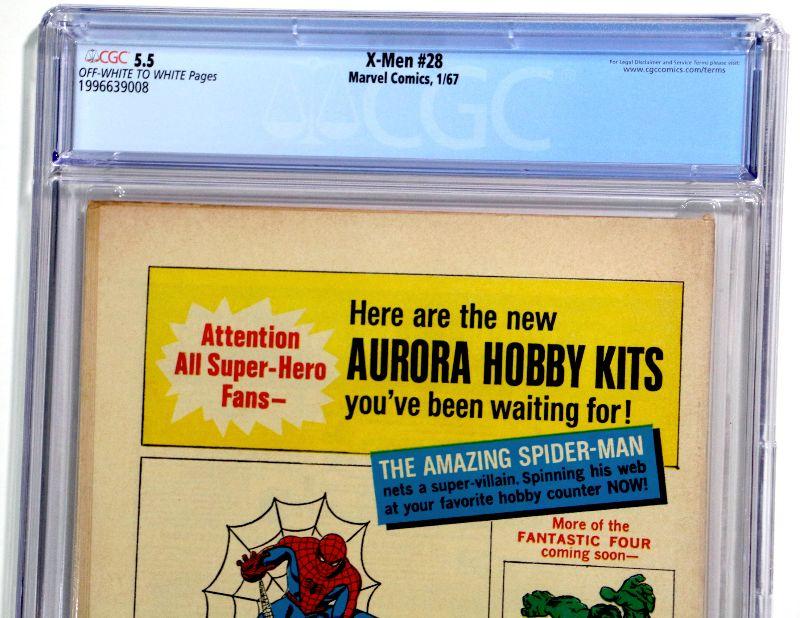 CGC 5.5
OFF-WHITE TO WHITE Pages
1996639008
X-Men #28
Marvel Comics, 1/67
For Legal Disclaimer and Service Terms please visit:
www.cgccomics.com/terms
CGC
Attention
All Super-Hero
Fans—
Here are the new
AURORA HOBBY KITS
you've been waiting for!
THE AMAZING SPIDER-MAN
nets a super-villain. Spinning his web
at your favorite hobby counter NOW!
More of the
FANTASTIC FOUR
coming soon—